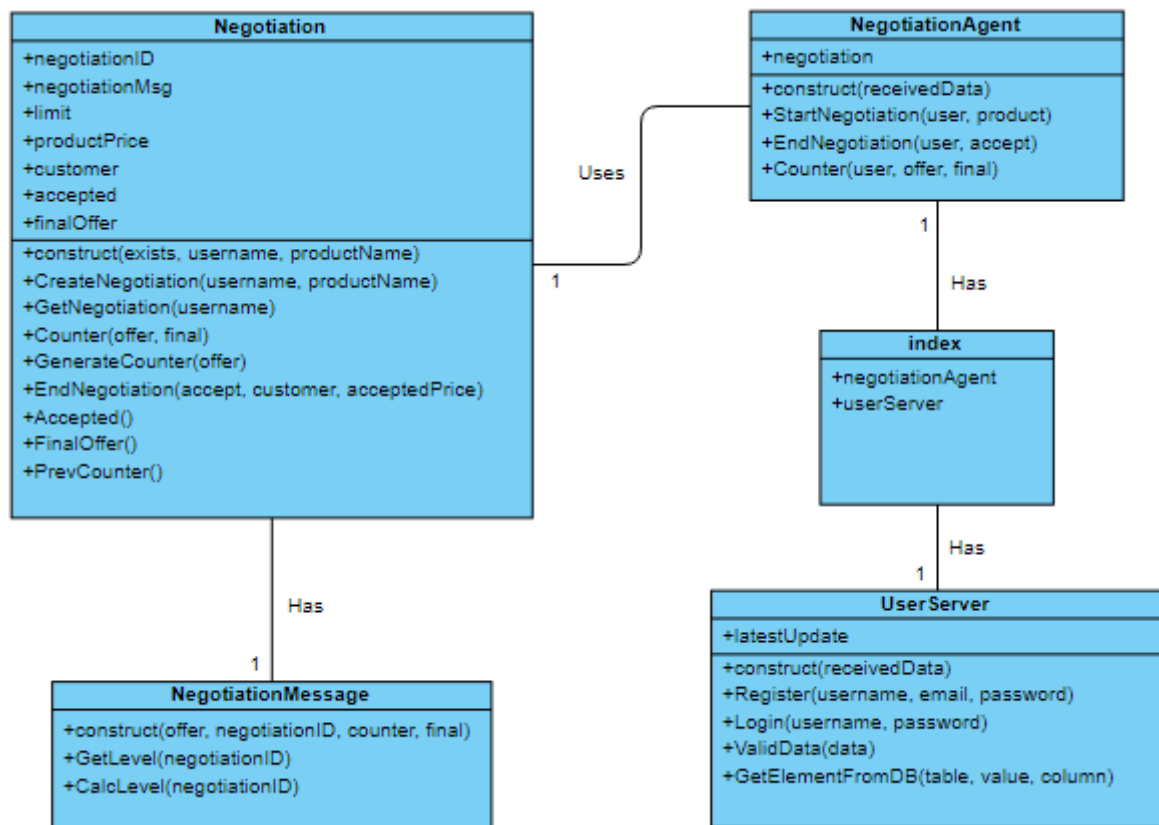 Negotiation
+negotiationID
+negotiationMsg
+limit
+productPrice
+customer
+accepted
+finalOffer
+construct(exists, username, productName)
+CreateNegotiation(username, productName)
+GetNegotiation(username)
+Counter(offer, final)
+GenerateCounter(offer)
+EndNegotiation(accept, customer, acceptedPrice)
+Accepted()
+FinalOffer()
+PrevCounter()
Uses
1
NegotiationAgent
+negotiation
+construct(receivedData)
+StartNegotiation(user, product)
+EndNegotiation(user, accept)
+Counter(user, offer, final)
1
Has
index
+negotiationAgent
+userServer
Has
1
Has
1
NegotiationMessage
+construct(offer, negotiationID, counter, final)
+GetLevel(negotiationID)
+CalcLevel(negotiationID)
UserServer
+latestUpdate
+construct(receivedData)
+Register(username, email, password)
+Login(username, password)
+ValidData(data)
+GetElementFromDB(table, value, column)